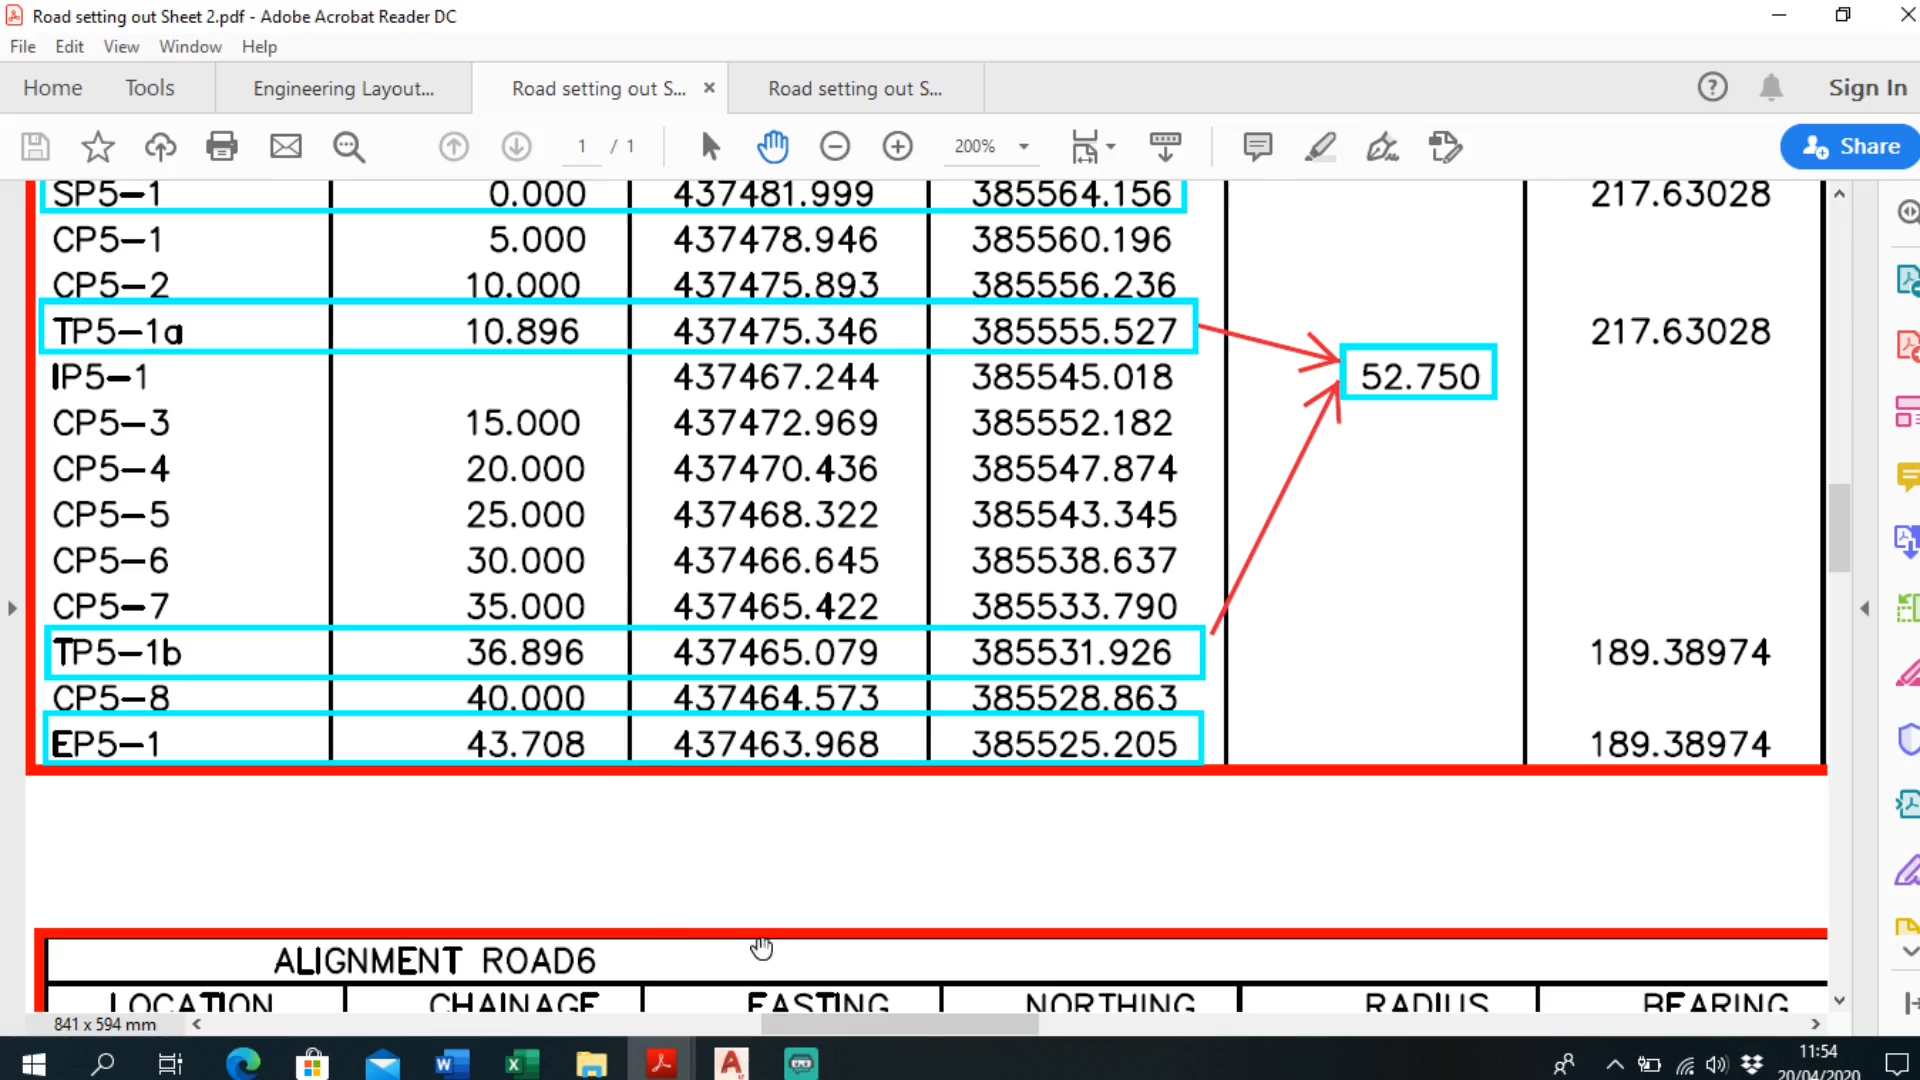 Road setting out Sheet 2.pdf - Adobe Acrobat Reader DC
File Edit View Window Help
Home Tools Engineering Layout... Road setting out S... × Road setting out S... Sign In
1 / 1 200% Share
SP5-1 0.000 437481.999 385564.156 217.63028
CP5-1 5.000 437478.946 385560.196
CP5-2 10.000 437475.893 385556.236
TP5-1a 10.896 437475.346 385555.527 217.63028
IP5-1 437467.244 385545.018 52.750
CP5-3 15.000 437472.969 385552.182
CP5-4 20.000 437470.436 385547.874
CP5-5 25.000 437468.322 385543.345
CP5-6 30.000 437466.645 385538.637
CP5-7 35.000 437465.422 385533.790
TP5-1b 36.896 437465.079 385531.926 189.38974
CP5-8 40.000 437464.573 385528.863
EP5-1 43.708 437463.968 385525.205 189.38974
ALIGNMENT ROAD6
LOCATION CHAINAGE EASTING NORTHING RADIUS BEARING
841 x 594 mm
11:54
20/04/2020